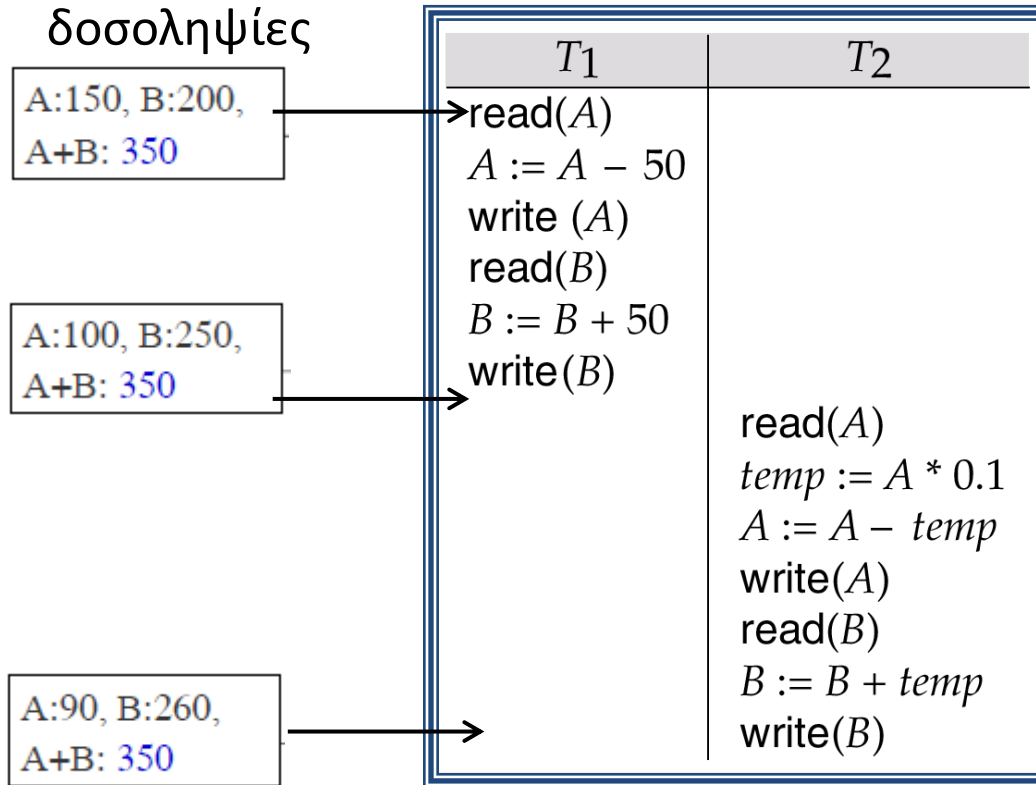 δοσοληψίες
A:150, B:200,
A+B: 350
A:100, B:250,
A+B: 350
A:90, B:260,
A+B: 350
T1 T2
read(A)
A := A − 50
write (A)
read(B)
B := B + 50
write(B)
read(A)
temp := A * 0.1
A := A − temp
write(A)
read(B)
B := B + temp
write(B)